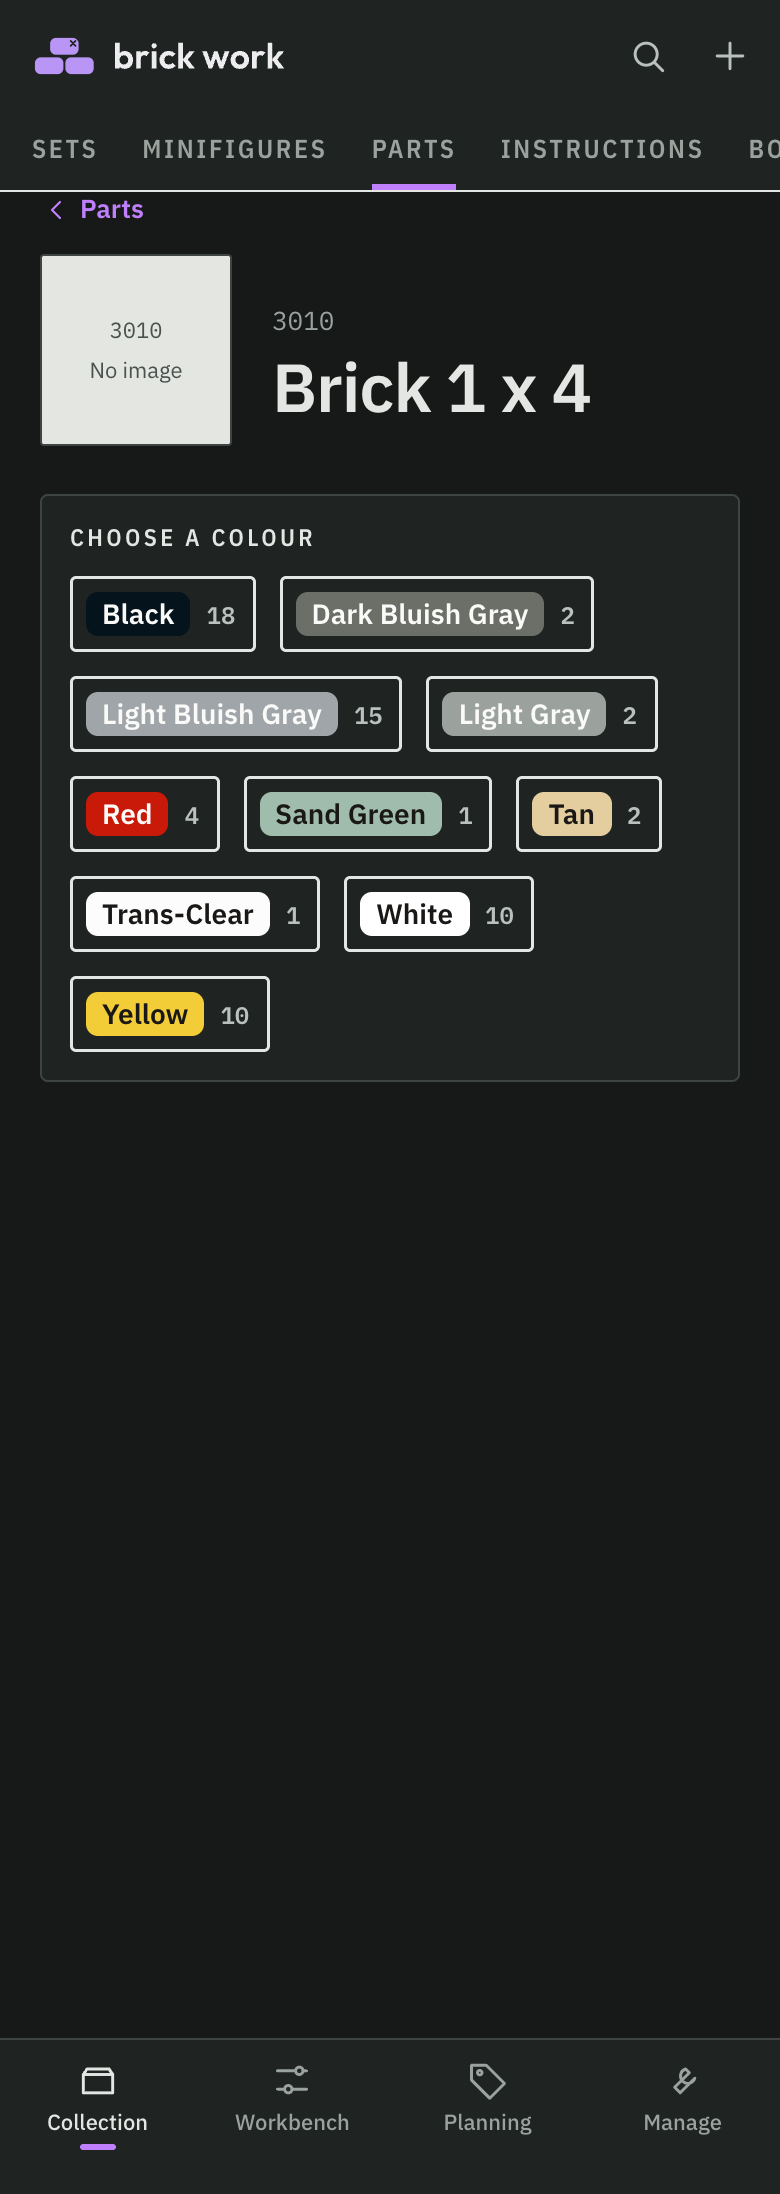 brick work
SETS MINIFIGURES PARTS INSTRUCTIONS BO
Parts
3010
No image
3010
Brick 1 x 4
CHOOSE A COLOUR
Black 18 Dark Bluish Gray 2
Light Bluish Gray 15 Light Gray 2
Red 4 Sand Green 1 Tan 2
Trans-Clear 1 White 10
Yellow 10
Collection Workbench Planning Manage